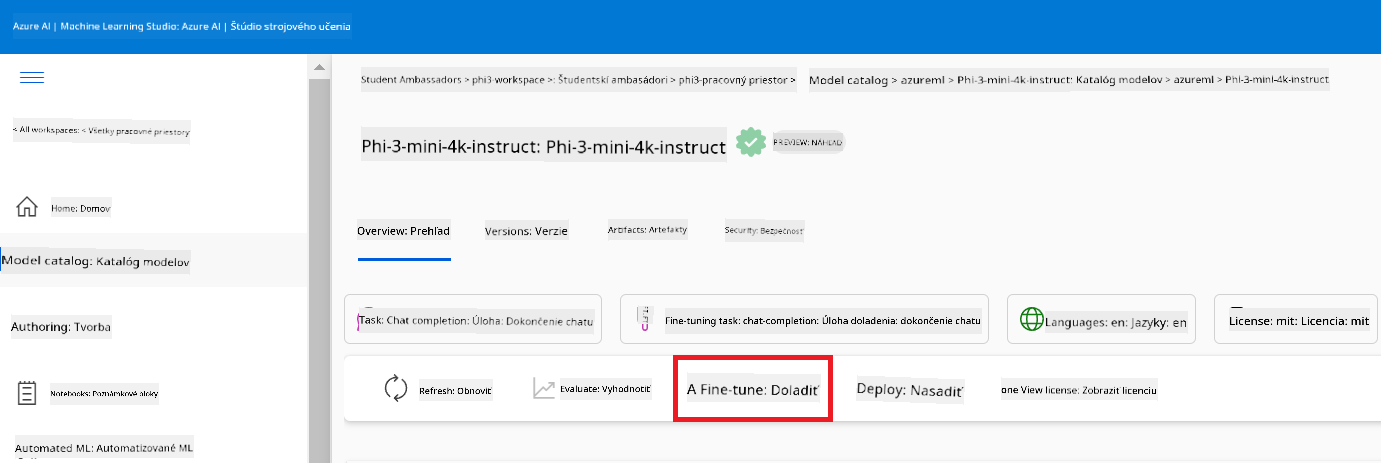 Azure AI | Machine Learning Studio: Azure AI | Štúdio strojového učenia
< All workspaces: < Všetky pracovné priestory
Home: Domov
Model catalog: Katalóg modelov
Authoring: Tvorba
Notebooks: Poznámkové bloky
Automated ML: Automatizované ML
Student Ambassadors > phi3-workspace >: Študentskí ambasádori > phi3-pracovný priestor >
Model catalog > azureml > Phi-3-mini-4k-instruct: Katalóg modelov > azureml > Phi-3-mini-4k-instruct
Phi-3-mini-4k-instruct: Phi-3-mini-4k-instruct
PREVIEW: NÁHĽAD
Overview: Prehľad
Versions: Verzie
Artifacts: Artefakty
Security: Bezpečnosť
Task: Chat completion: Úloha: Dokončenie chatu
Fine-tuning task: chat-completion: Úloha doladenia: dokončenie chatu
Languages: en: Jazyky: en
License: mit: Licencia: mit
Refresh: Obnoviť
Evaluate: Vyhodnotiť
A Fine-tune: Doladiť
Deploy: Nasadiť
one View license: Zobraziť licenciu